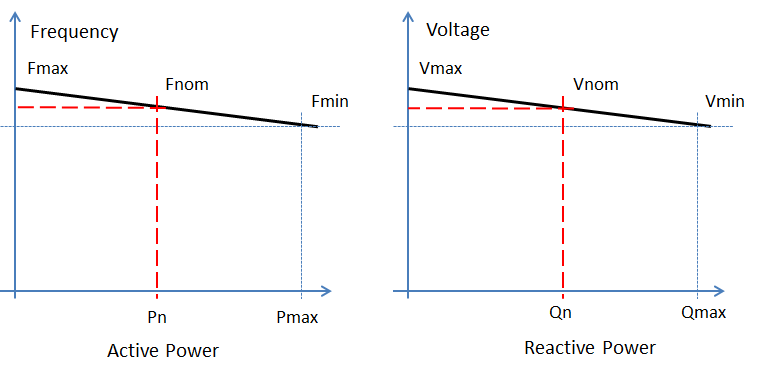 Frequency
Fmax
Fnom
Fmin
Pn
Pmax
Active Power
Voltage
Vmax
Vnom
Vmin
Qn
Qmax
Reactive Power